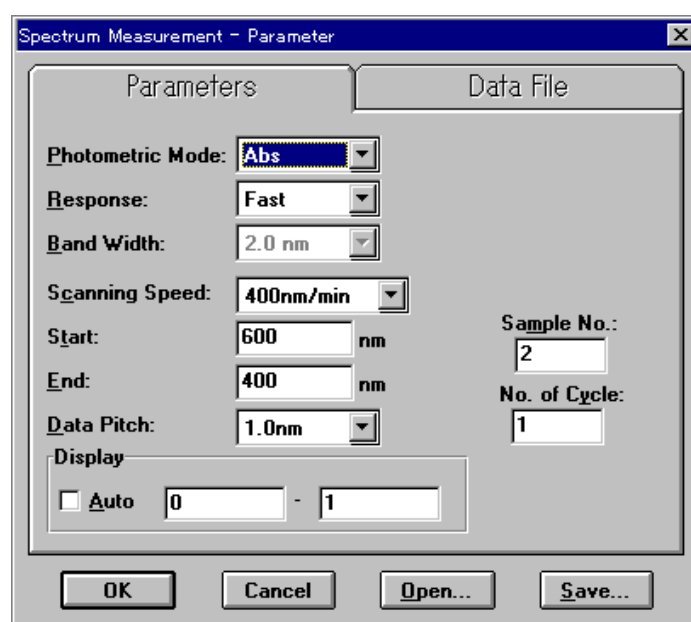 Spectrum Measurement - Parameter
Parameters Data File
Photometric Mode: Abs
Response: Fast
Band Width: 2.0 nm
Scanning Speed: 400nm/min
Start: 600 nm
Sample No.:
2
End: 400 nm
No. of Cycle:
1
Data Pitch: 1.0nm
Display
Auto 0 - 1
OK Cancel Open... Save...